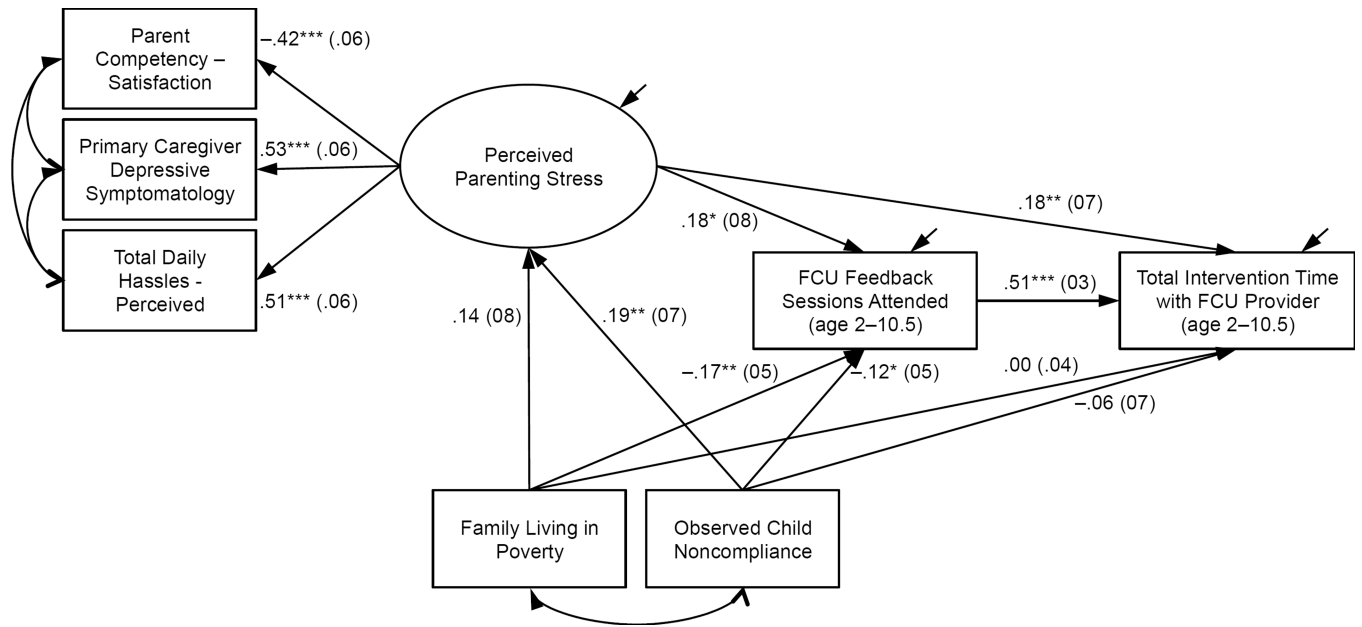 Parent
Competency –
Satisfaction
–.42*** (.06)
Primary Caregiver
Depressive
Symptomatology
.53*** (.06)
Total Daily
Hassles -
Perceived
.51*** (.06)
Perceived
Parenting Stress
.18* (08)
.18** (07)
FCU Feedback
Sessions Attended
(age 2–10.5)
.51*** (03)
Total Intervention Time
with FCU Provider
(age 2–10.5)
.14 (08)
.19** (07)
–.17** (05)
–.12* (05)
.00 (.04)
–.06 (07)
Family Living in
Poverty
Observed Child
Noncompliance